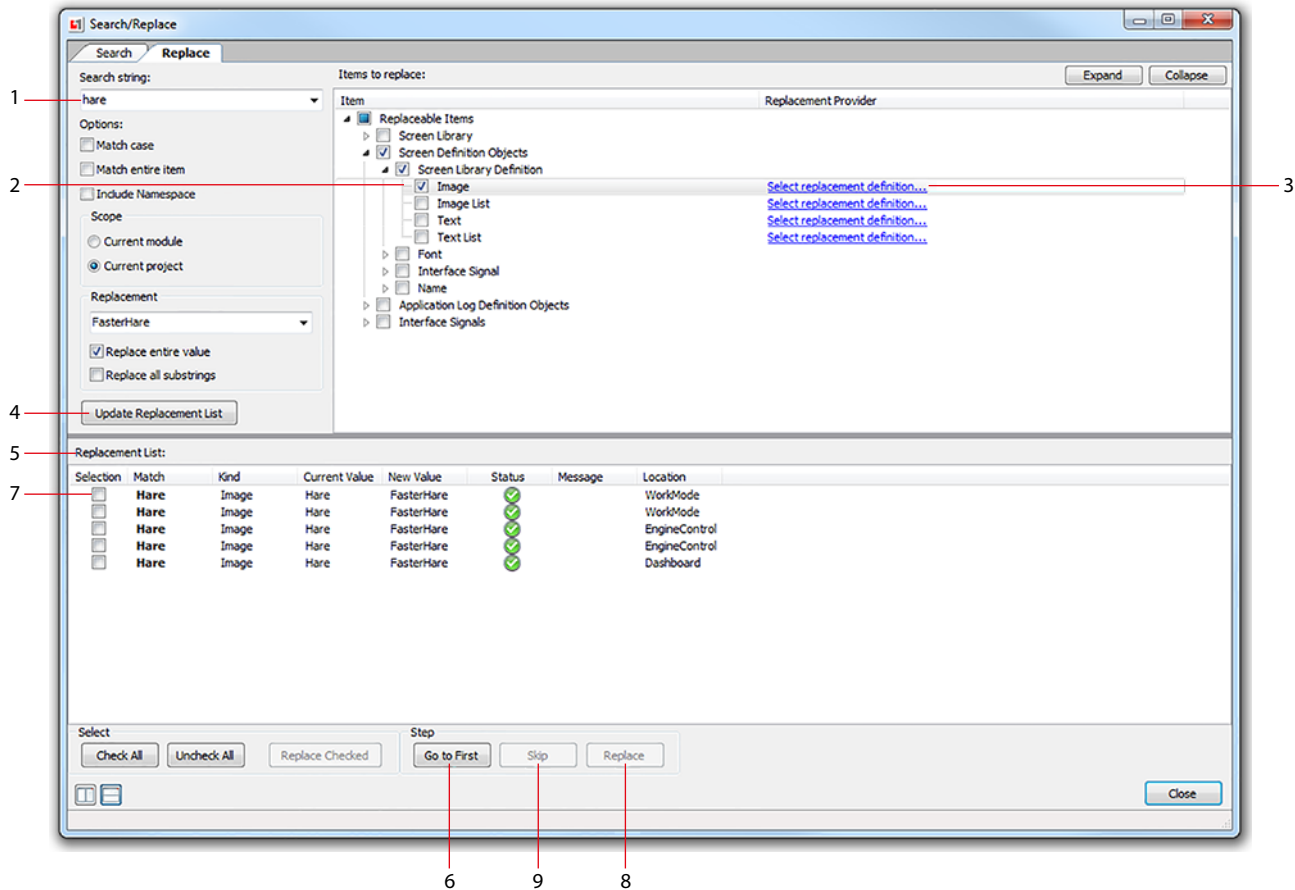 Search/Replace
Search Replace
Search string:
Items to replace:
Expand Collapse
1
hare
Item Replacement Provider
Options:
Match case
Match entire item
Include Namespace
Scope
Current module
Current project
Replacement
FasterHare
Replace entire value
Replace all substrings
4
Update Replacement List
Replaceable Items
Screen Library
Screen Definition Objects
Screen Library Definition
2
Image Select replacement definition... 3
Image List Select replacement definition...
Text Select replacement definition...
Text List Select replacement definition...
Font
Interface Signal
Name
Application Log Definition Objects
Interface Signals
5
Replacement List:
Selection Match Kind Current Value New Value Status Message Location
7
Hare Image Hare FasterHare WorkMode
Hare Image Hare FasterHare WorkMode
Hare Image Hare FasterHare EngineControl
Hare Image Hare FasterHare EngineControl
Hare Image Hare FasterHare Dashboard
Select Step
Check All Uncheck All Replace Checked Go to First Skip Replace
Close
6 9 8